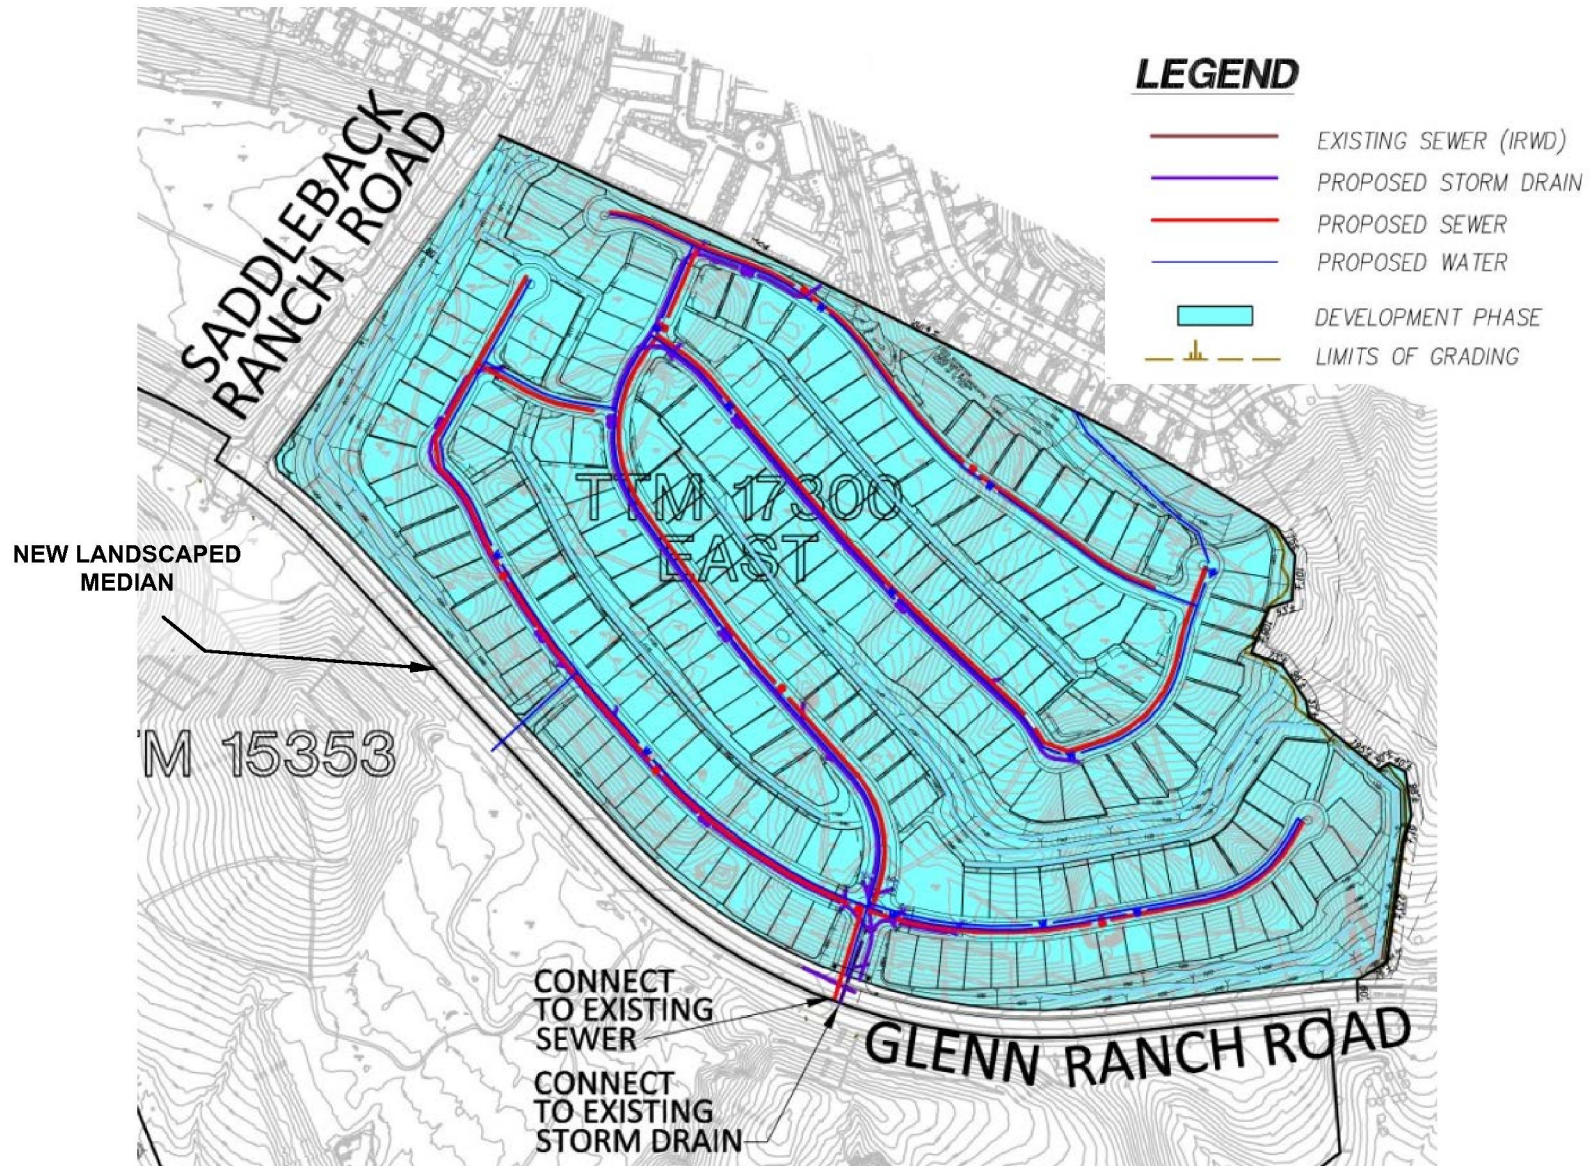 LEGEND
EXISTING SEWER (IRWD)
PROPOSED STORM DRAIN
PROPOSED SEWER
PROPOSED WATER
DEVELOPMENT PHASE
LIMITS OF GRADING
SADDLEBACK
RANCH ROAD
TTM 17300
EAST
NEW LANDSCAPED
MEDIAN
TM 15353
CONNECT
TO EXISTING
SEWER
CONNECT
TO EXISTING
STORM DRAIN
GLENN RANCH ROAD